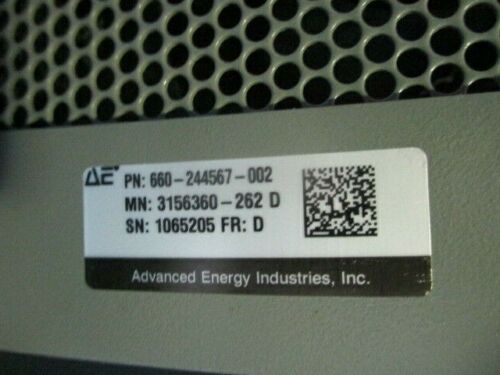 AE PN: 660-244567-002
MN: 3156360-262 D
SN: 1065205 FR: D
Advanced Energy Industries, Inc.